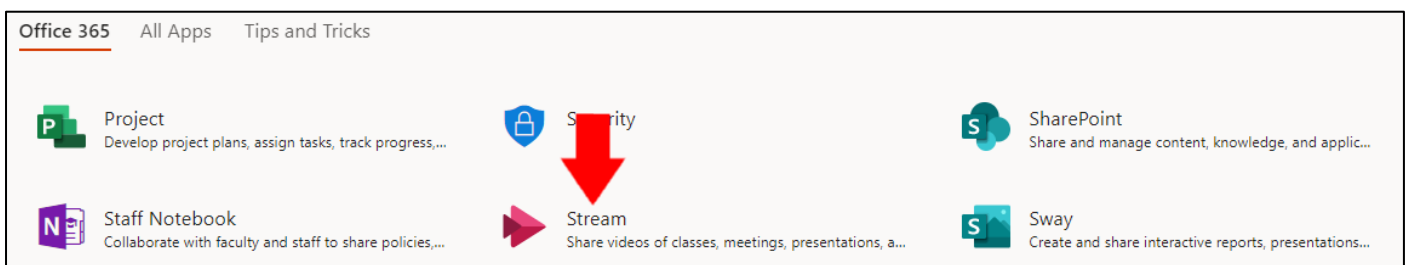 Office 365 All Apps Tips and Tricks
Project
Develop project plans, assign tasks, track progress,...
SharePoint
Share and manage content, knowledge, and applic...
Staff Notebook
Collaborate with faculty and staff to share policies,...
Stream
Share videos of classes, meetings, presentations, a...
Sway
Create and share interactive reports, presentations...